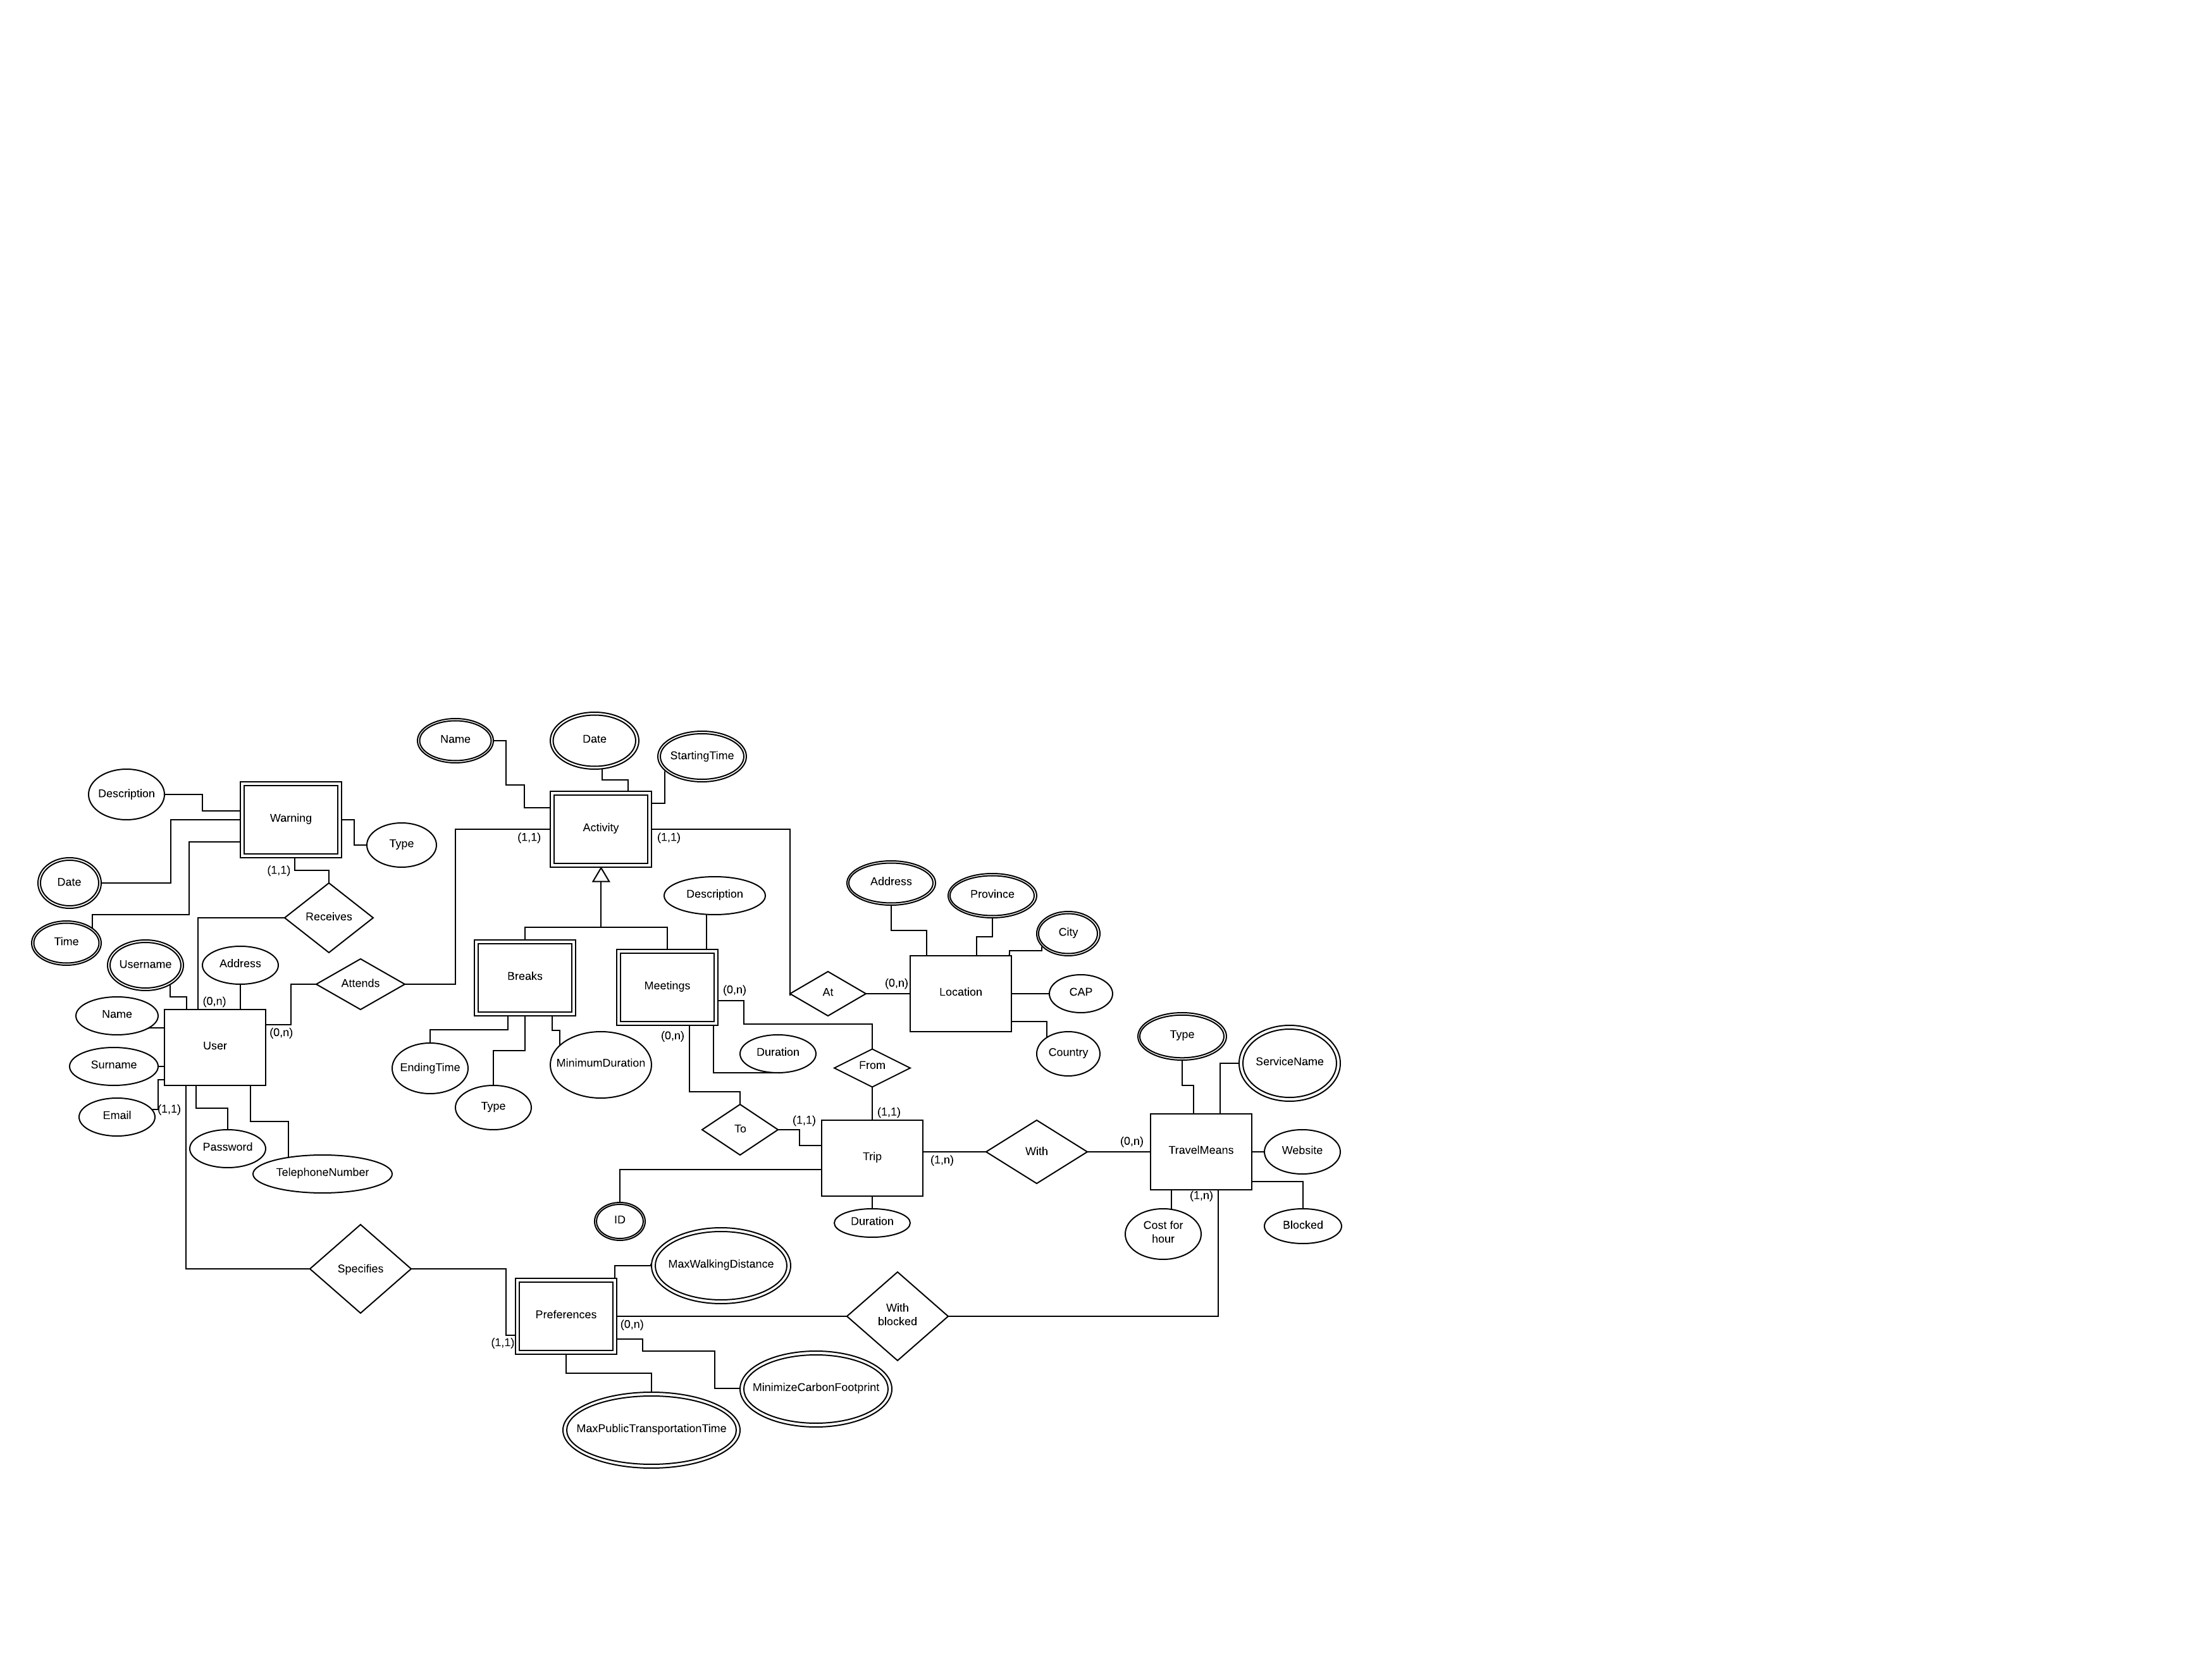 Name
Date
StartingTime
Description
Warning
Activity
(1,1)
(1,1)
Type
(1,1)
Date
Address
Province
Description
Receives
City
Time
Username
Address
Breaks
Attends
Meetings
(0,n)
(0,n)
At
Location
CAP
(0,n)
Name
(0,n)
(0,n)
Type
User
Duration
Country
Surname
EndingTime
MinimumDuration
From
ServiceName
Email
(1,1)
Type
(1,1)
(1,1)
To
Password
(0,n)
TravelMeans
Website
With
Trip
(1,n)
TelephoneNumber
(1,n)
ID
Duration
Cost for
hour
Blocked
Specifies
MaxWalkingDistance
Preferences
With
blocked
(0,n)
(1,1)
MinimizeCarbonFootprint
MaxPublicTransportationTime